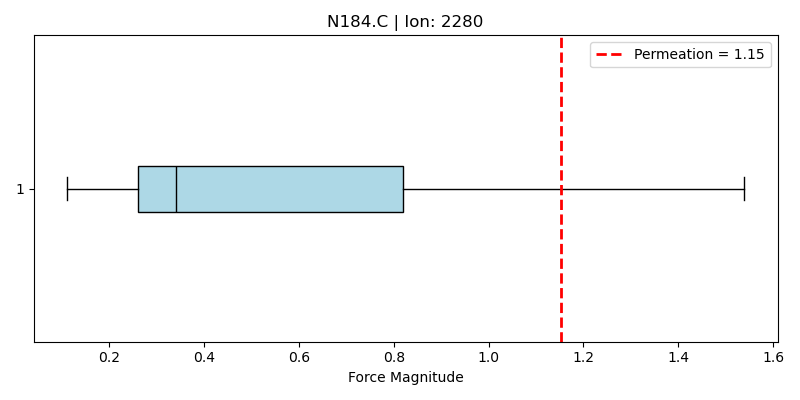 N184.C | Ion: 2280
Permeation = 1.15
1
0.2 0.4 0.6 0.8 1.0 1.2 1.4 1.6
Force Magnitude